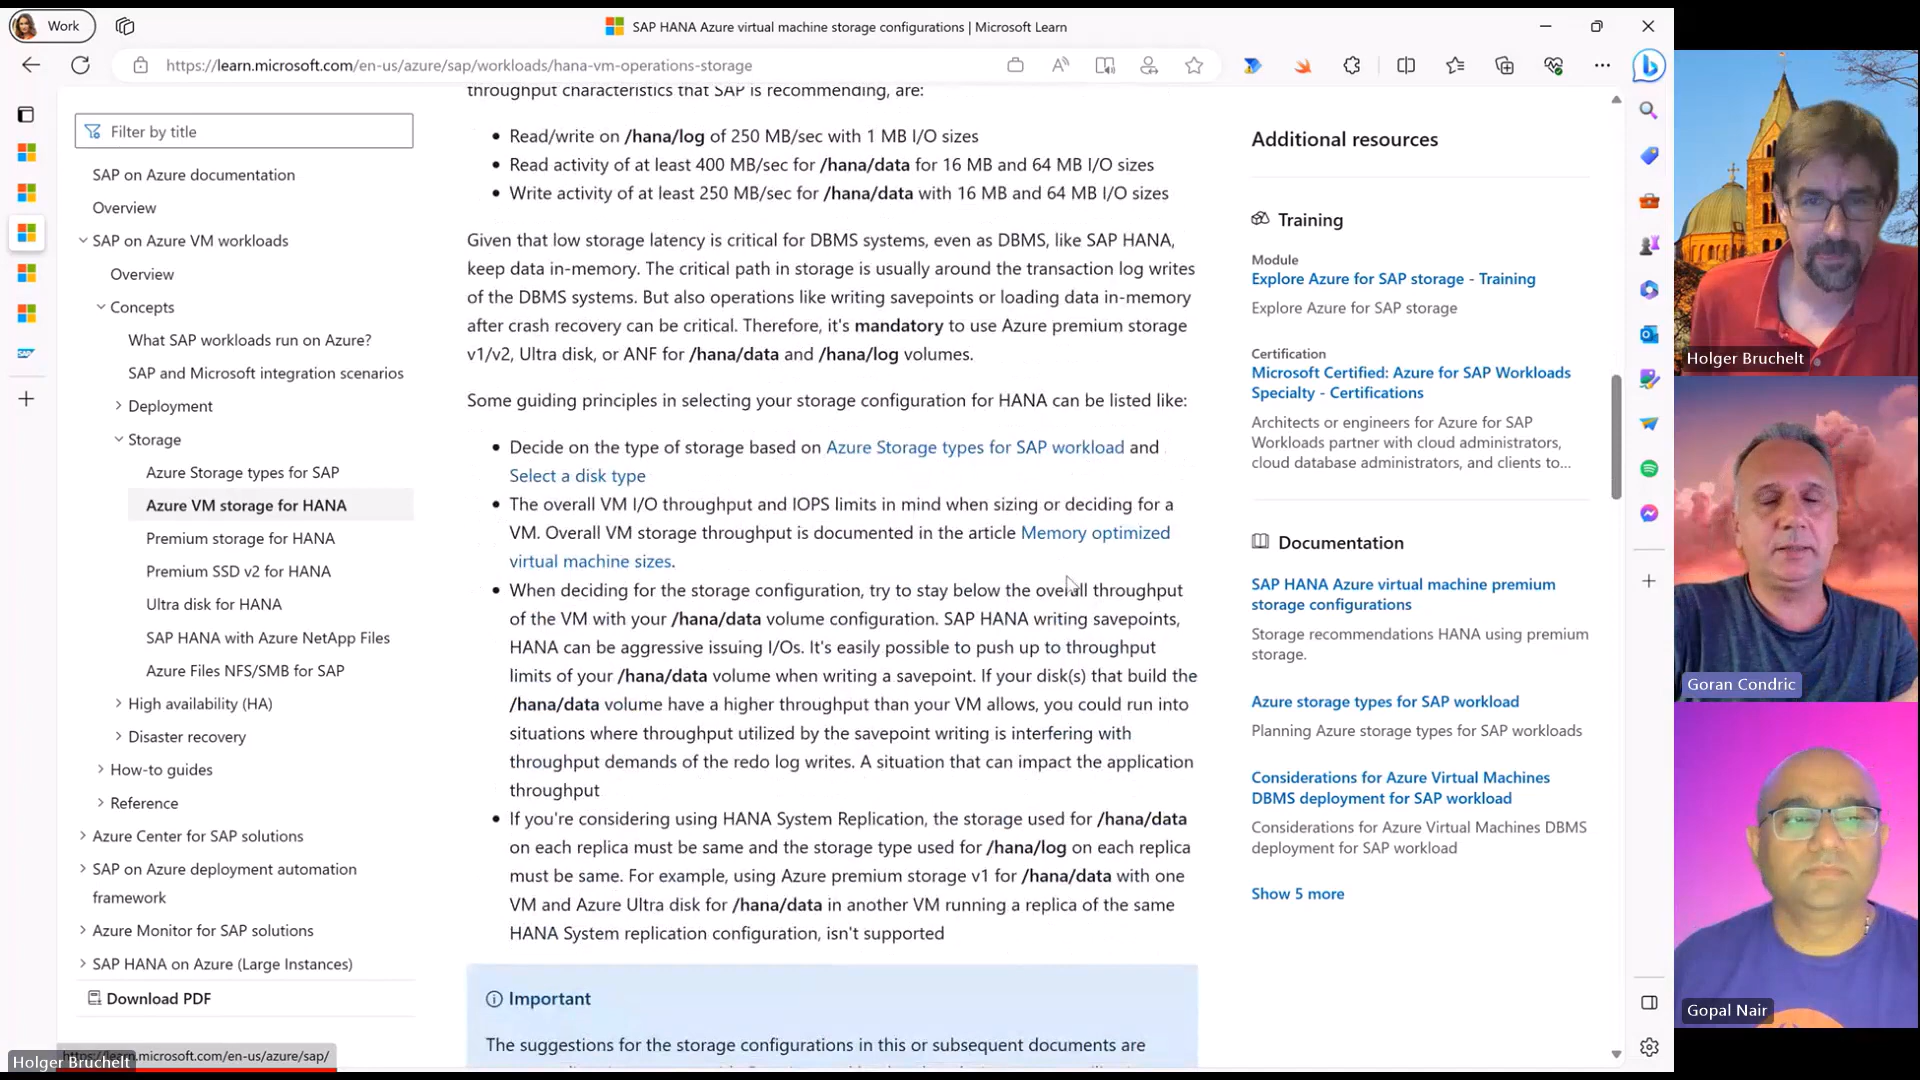 Work
SAP HANA Azure virtual machine storage configurations | Microsoft Learn
https://learn.microsoft.com/en-us/azure/sap/workloads/hana-vm-operations-storage
Filter by title
SAP on Azure documentation
Overview
SAP on Azure VM workloads
Overview
Concepts
What SAP workloads run on Azure?
SAP and Microsoft integration scenarios
Deployment
Storage
Azure Storage types for SAP
Azure VM storage for HANA
Premium storage for HANA
Premium SSD v2 for HANA
Ultra disk for HANA
SAP HANA with Azure NetApp Files
Azure Files NFS/SMB for SAP
High availability (HA)
Disaster recovery
How-to guides
Reference
Azure Center for SAP solutions
SAP on Azure deployment automation
framework
Azure Monitor for SAP solutions
SAP HANA on Azure (Large Instances)
Download PDF
https://learn.microsoft.com/en-us/azure/sap/
Holger Bruchelt
throughput characteristics that SAP is recommending, are:
• Read/write on /hana/log of 250 MB/sec with 1 MB I/O sizes
• Read activity of at least 400 MB/sec for /hana/data for 16 MB and 64 MB I/O sizes
• Write activity of at least 250 MB/sec for /hana/data with 16 MB and 64 MB I/O sizes
Given that low storage latency is critical for DBMS systems, even as DBMS, like SAP HANA,
keep data in-memory. The critical path in storage is usually around the transaction log writes
of the DBMS systems. But also operations like writing savepoints or loading data in-memory
after crash recovery can be critical. Therefore, it's mandatory to use Azure premium storage
v1/v2, Ultra disk, or ANF for /hana/data and /hana/log volumes.
Some guiding principles in selecting your storage configuration for HANA can be listed like:
• Decide on the type of storage based on Azure Storage types for SAP workload and
Select a disk type
• The overall VM I/O throughput and IOPS limits in mind when sizing or deciding for a
VM. Overall VM storage throughput is documented in the article Memory optimized
virtual machine sizes.
• When deciding for the storage configuration, try to stay below the overall throughput
of the VM with your /hana/data volume configuration. SAP HANA writing savepoints,
HANA can be aggressive issuing I/Os. It's easily possible to push up to throughput
limits of your /hana/data volume when writing a savepoint. If your disk(s) that build the
/hana/data volume have a higher throughput than your VM allows, you could run into
situations where throughput utilized by the savepoint writing is interfering with
throughput demands of the redo log writes. A situation that can impact the application
throughput
• If you're considering using HANA System Replication, the storage used for /hana/data
on each replica must be same and the storage type used for /hana/log on each replica
must be same. For example, using Azure premium storage v1 for /hana/data with one
VM and Azure Ultra disk for /hana/data in another VM running a replica of the same
HANA System replication configuration, isn't supported
Important
The suggestions for the storage configurations in this or subsequent documents are
Additional resources
Training
Module
Explore Azure for SAP storage - Training
Explore Azure for SAP storage
Certification
Microsoft Certified: Azure for SAP Workloads
Specialty - Certifications
Architects or engineers for Azure for SAP
Workloads partner with cloud administrators,
cloud database administrators, and clients to...
Documentation
SAP HANA Azure virtual machine premium
storage configurations
Storage recommendations HANA using premium
storage.
Azure storage types for SAP workload
Planning Azure storage types for SAP workloads
Considerations for Azure Virtual Machines
DBMS deployment for SAP workload
Considerations for Azure Virtual Machines DBMS
deployment for SAP workload
Show 5 more
Holger Bruchelt
Goran Condric
Gopal Nair